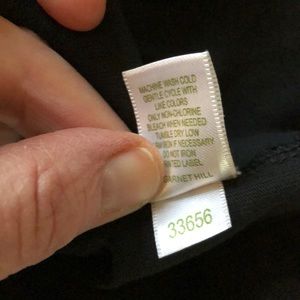 MACHINE WASH COLD
GENTLE CYCLE WITH
LIKE COLORS
ONLY NON-CHLORINE
BLEACH WHEN NEEDED
TUMBLE DRY LOW
IRON IF NECESSARY
DO NOT IRON
LABEL
GARNET HILL
33656